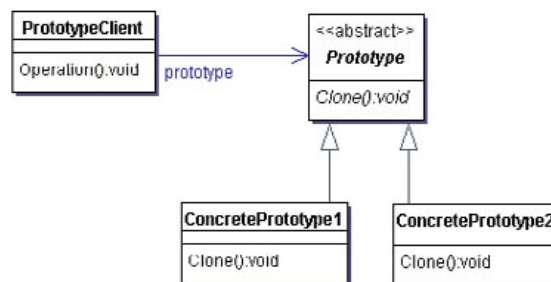 PrototypeClient
Operation():void
prototype
<<abstract>>
Prototype
Clone():void
ConcretePrototype1
Clone():void
ConcretePrototype2
Clone():void